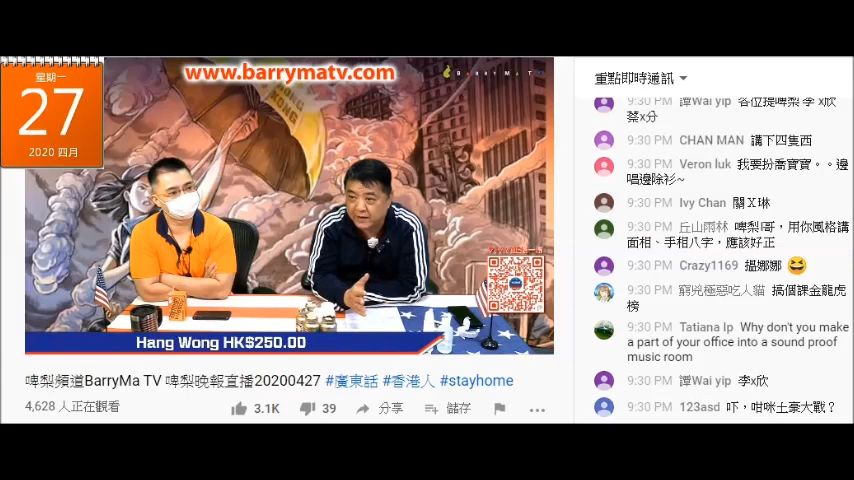 星期一
27
2020 四月
www.barrymatv.com
BARRYMA TV
HONG KONG
Hang Wong HK$250.00
啤梨頻道BarryMa TV 啤梨晚報直播20200427 #廣東話 #香港人 #stayhome
4,628 人正在觀看
3.1K
39
分享
儲存
重點即時通訊
9:30 PM 譚Wai yip 各位提啤梨 李 x欣
蔡x分
9:30 PM CHAN MAN 講下四隻西
9:30 PM Veron luk 我要扮喬寶寶。。邊
唱邊除衫~
9:30 PM Ivy Chan 關Ｘ琳
9:30 PM 丘山雨林 啤梨哥，用你風格講
面相、手相八字，應該好正
9:30 PM Crazy1169 搵娜娜 😆
9:30 PM 窮兇極惡吃人貓 搞個課金龍虎
榜
9:30 PM Tatiana Ip Why don't you make
a part of your office into a sound proof
music room
9:30 PM 譚Wai yip 李x欣
9:30 PM 123asd 吓，咁咪土豪大戰？